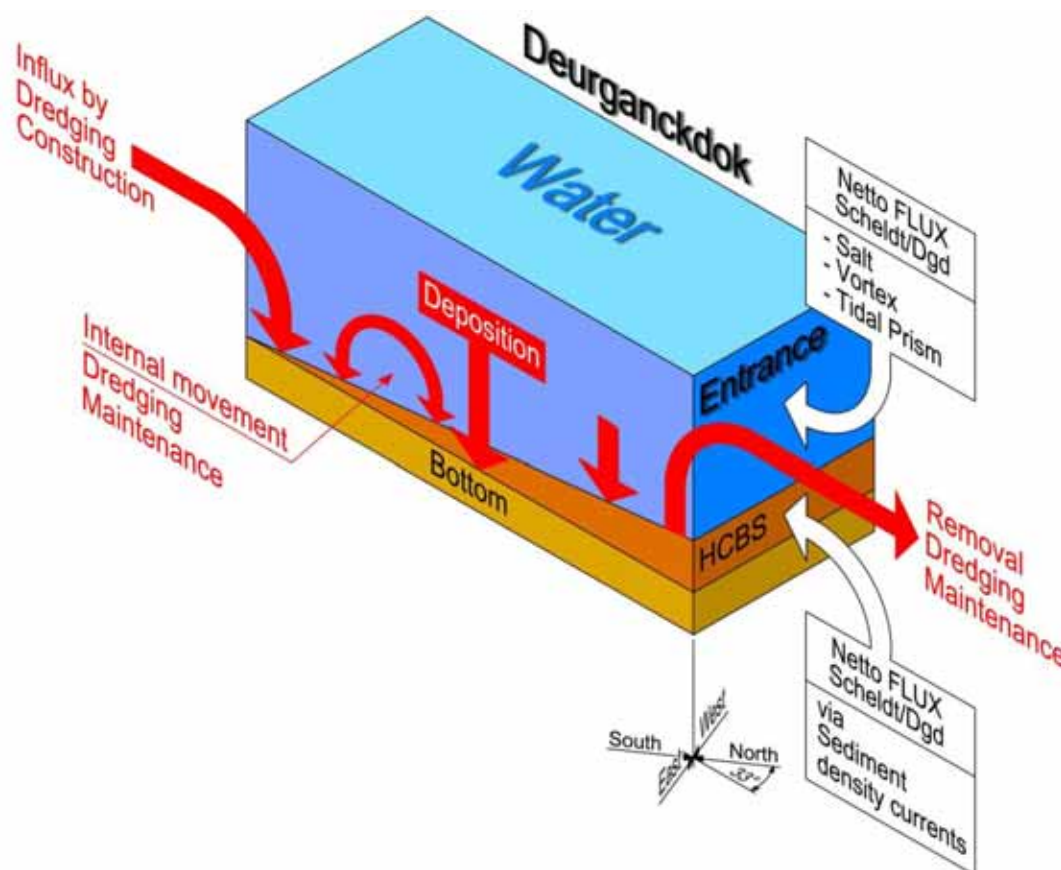 Deurganckdok
Influx by
Dredging
Construction
Water
Netto FLUX
Scheldt/Dgd
- Salt
- Vortex
- Tidal Prism
Deposition
Entrance
Internal movement
Dredging
Maintenance
Bottom
HCBS
Removal
Dredging
Maintenance
Netto FLUX
Scheldt/Dgd
via
Sediment
density currents
West
South
North
East